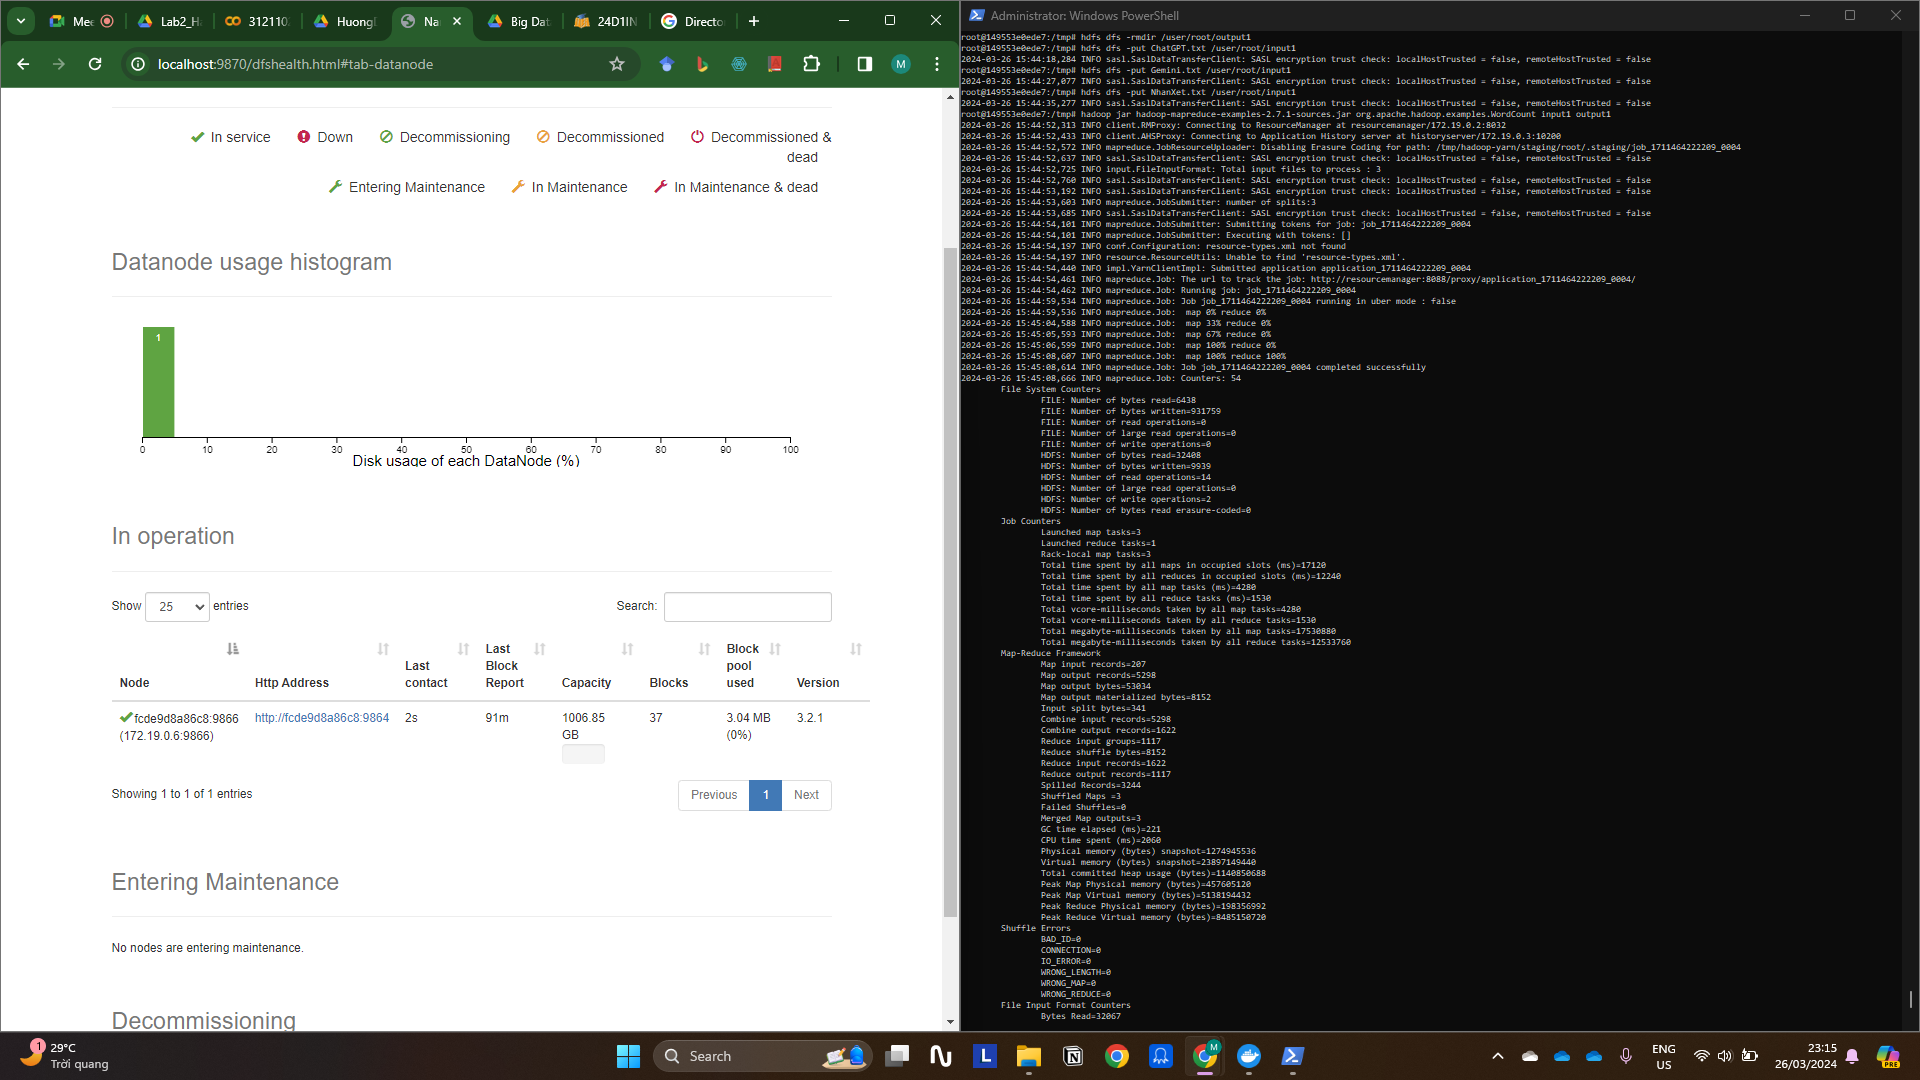 Mee
Lab2_H
3121102
HuongD
Na
Big Dat
24D1IN
Directo
localhost:9870/dfshealth.html#tab-datanode
M
In service
Down
Decommissioning
Decommissioned
Decommissioned & dead
Entering Maintenance
In Maintenance
In Maintenance & dead
Datanode usage histogram
1
0 10 20 30 40 50 60 70 80 90 100
Disk usage of each DataNode (%)
In operation
Show 25 entries
Search:
Node
Http Address
Last contact
Last Block Report
Capacity
Blocks
Block pool used
Version
fcde9d8a86c8:9866 (172.19.0.6:9866)
http://fcde9d8a86c8:9864
2s
91m
1006.85 GB
37
3.04 MB (0%)
3.2.1
Showing 1 to 1 of 1 entries
Previous
1
Next
Entering Maintenance
No nodes are entering maintenance.
Decommissioning
Administrator: Windows PowerShell
root@149553e0ede7:/tmp# hdfs dfs -rmdir /user/root/output1
root@149553e0ede7:/tmp# hdfs dfs -put ChatGPT.txt /user/root/input1
2024-03-26 15:44:18,284 INFO sasl.SaslDataTransferClient: SASL encryption trust check: localHostTrusted = false, remoteHostTrusted = false
root@149553e0ede7:/tmp# hdfs dfs -put Gemini.txt /user/root/input1
2024-03-26 15:44:27,077 INFO sasl.SaslDataTransferClient: SASL encryption trust check: localHostTrusted = false, remoteHostTrusted = false
root@149553e0ede7:/tmp# hdfs dfs -put NhanXet.txt /user/root/input1
2024-03-26 15:44:35,277 INFO sasl.SaslDataTransferClient: SASL encryption trust check: localHostTrusted = false, remoteHostTrusted = false
root@149553e0ede7:/tmp# hadoop jar hadoop-mapreduce-examples-2.7.1-sources.jar org.apache.hadoop.examples.WordCount input1 output1
2024-03-26 15:44:52,313 INFO client.RMProxy: Connecting to ResourceManager at resourcemanager/172.19.0.2:8032
2024-03-26 15:44:52,433 INFO client.AHSProxy: Connecting to Application History server at historyserver/172.19.0.3:10200
2024-03-26 15:44:52,572 INFO mapreduce.JobResourceUploader: Disabling Erasure Coding for path: /tmp/hadoop-yarn/staging/root/.staging/job_1711464222209_0004
2024-03-26 15:44:52,637 INFO sasl.SaslDataTransferClient: SASL encryption trust check: localHostTrusted = false, remoteHostTrusted = false
2024-03-26 15:44:52,725 INFO input.FileInputFormat: Total input files to process : 3
2024-03-26 15:44:52,760 INFO sasl.SaslDataTransferClient: SASL encryption trust check: localHostTrusted = false, remoteHostTrusted = false
2024-03-26 15:44:53,192 INFO sasl.SaslDataTransferClient: SASL encryption trust check: localHostTrusted = false, remoteHostTrusted = false
2024-03-26 15:44:53,603 INFO mapreduce.JobSubmitter: number of splits:3
2024-03-26 15:44:53,685 INFO sasl.SaslDataTransferClient: SASL encryption trust check: localHostTrusted = false, remoteHostTrusted = false
2024-03-26 15:44:54,101 INFO mapreduce.JobSubmitter: Submitting tokens for job: job_1711464222209_0004
2024-03-26 15:44:54,101 INFO mapreduce.JobSubmitter: Executing with tokens: []
2024-03-26 15:44:54,197 INFO conf.Configuration: resource-types.xml not found
2024-03-26 15:44:54,197 INFO resource.ResourceUtils: Unable to find 'resource-types.xml'.
2024-03-26 15:44:54,440 INFO impl.YarnClientImpl: Submitted application application_1711464222209_0004
2024-03-26 15:44:54,461 INFO mapreduce.Job: The url to track the job: http://resourcemanager:8088/proxy/application_1711464222209_0004/
2024-03-26 15:44:54,462 INFO mapreduce.Job: Running job: job_1711464222209_0004
2024-03-26 15:44:59,534 INFO mapreduce.Job: Job job_1711464222209_0004 running in uber mode : false
2024-03-26 15:44:59,536 INFO mapreduce.Job: map 0% reduce 0%
2024-03-26 15:45:04,588 INFO mapreduce.Job: map 33% reduce 0%
2024-03-26 15:45:05,593 INFO mapreduce.Job: map 67% reduce 0%
2024-03-26 15:45:06,599 INFO mapreduce.Job: map 100% reduce 0%
2024-03-26 15:45:08,607 INFO mapreduce.Job: map 100% reduce 100%
2024-03-26 15:45:08,614 INFO mapreduce.Job: Job job_1711464222209_0004 completed successfully
2024-03-26 15:45:08,666 INFO mapreduce.Job: Counters: 54
File System Counters
FILE: Number of bytes read=6438
FILE: Number of bytes written=931759
FILE: Number of read operations=0
FILE: Number of large read operations=0
FILE: Number of write operations=0
HDFS: Number of bytes read=32408
HDFS: Number of bytes written=9939
HDFS: Number of read operations=14
HDFS: Number of large read operations=0
HDFS: Number of write operations=2
HDFS: Number of bytes read erasure-coded=0
Job Counters
Launched map tasks=3
Launched reduce tasks=1
Rack-local map tasks=3
Total time spent by all maps in occupied slots (ms)=17120
Total time spent by all reduces in occupied slots (ms)=12240
Total time spent by all map tasks (ms)=4280
Total time spent by all reduce tasks (ms)=1530
Total vcore-milliseconds taken by all map tasks=4280
Total vcore-milliseconds taken by all reduce tasks=1530
Total megabyte-milliseconds taken by all map tasks=17530880
Total megabyte-milliseconds taken by all reduce tasks=12533760
Map-Reduce Framework
Map input records=207
Map output records=5298
Map output bytes=53034
Map output materialized bytes=8152
Input split bytes=341
Combine input records=5298
Combine output records=1622
Reduce input groups=1117
Reduce shuffle bytes=8152
Reduce input records=1622
Reduce output records=1117
Spilled Records=3244
Shuffled Maps =3
Failed Shuffles=0
Merged Map outputs=3
GC time elapsed (ms)=221
CPU time spent (ms)=2060
Physical memory (bytes) snapshot=1274945536
Virtual memory (bytes) snapshot=23897149440
Total committed heap usage (bytes)=1140850688
Peak Map Physical memory (bytes)=457605120
Peak Map Virtual memory (bytes)=5138194432
Peak Reduce Physical memory (bytes)=198356992
Peak Reduce Virtual memory (bytes)=8485150720
Shuffle Errors
BAD_ID=0
CONNECTION=0
IO_ERROR=0
WRONG_LENGTH=0
WRONG_MAP=0
WRONG_REDUCE=0
File Input Format Counters
Bytes Read=32067
1
29°C
Trời quang
Search
L
M
ENG
US
23:15
26/03/2024
PRE